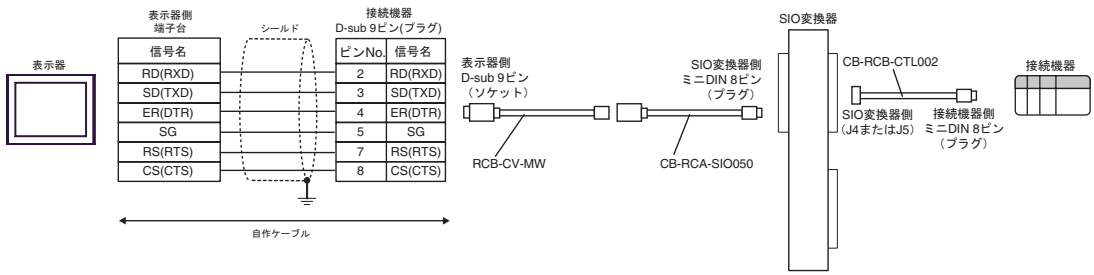 表示器
表示器側
端子台
信号名
RD(RXD)
SD(TXD)
ER(DTR)
SG
RS(RTS)
CS(CTS)
シールド
接続機器
D-sub 9ピン(プラグ)
ピンNo. 信号名
2 RD(RXD)
3 SD(TXD)
4 ER(DTR)
5 SG
7 RS(RTS)
8 CS(CTS)
自作ケーブル
表示器側
D-sub 9ピン
（ソケット）
RCB-CV-MW
SIO変換器側
ミニDIN 8ピン
（プラグ）
CB-RCA-SIO050
SIO変換器
CB-RCB-CTL002
SIO変換器側
（J4またはJ5）
接続機器側
ミニDIN 8ピン
（プラグ）
接続機器